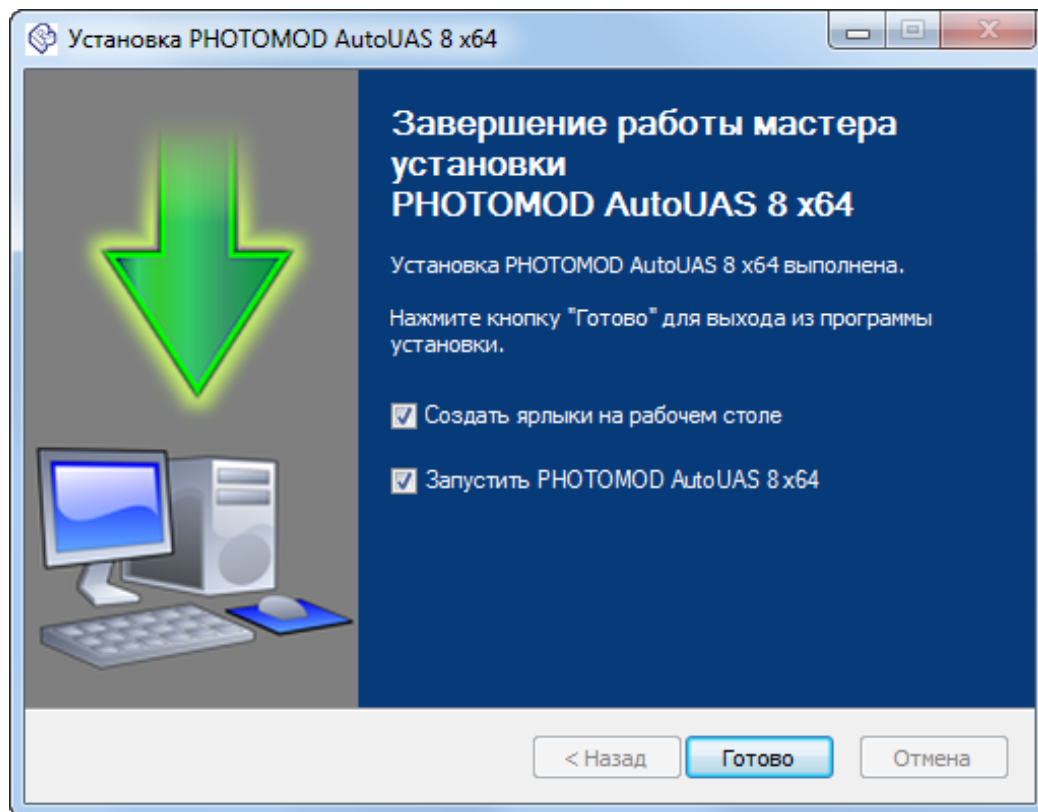 Установка PHOTOMOD AutoUAS 8 x64
Завершение работы мастера
установки
PHOTOMOD AutoUAS 8 x64
Установка PHOTOMOD AutoUAS 8 x64 выполнена.
Нажмите кнопку "Готово" для выхода из программы
установки.
Создать ярлыки на рабочем столе
Запустить PHOTOMOD AutoUAS 8 x64
< Назад
Готово
Отмена